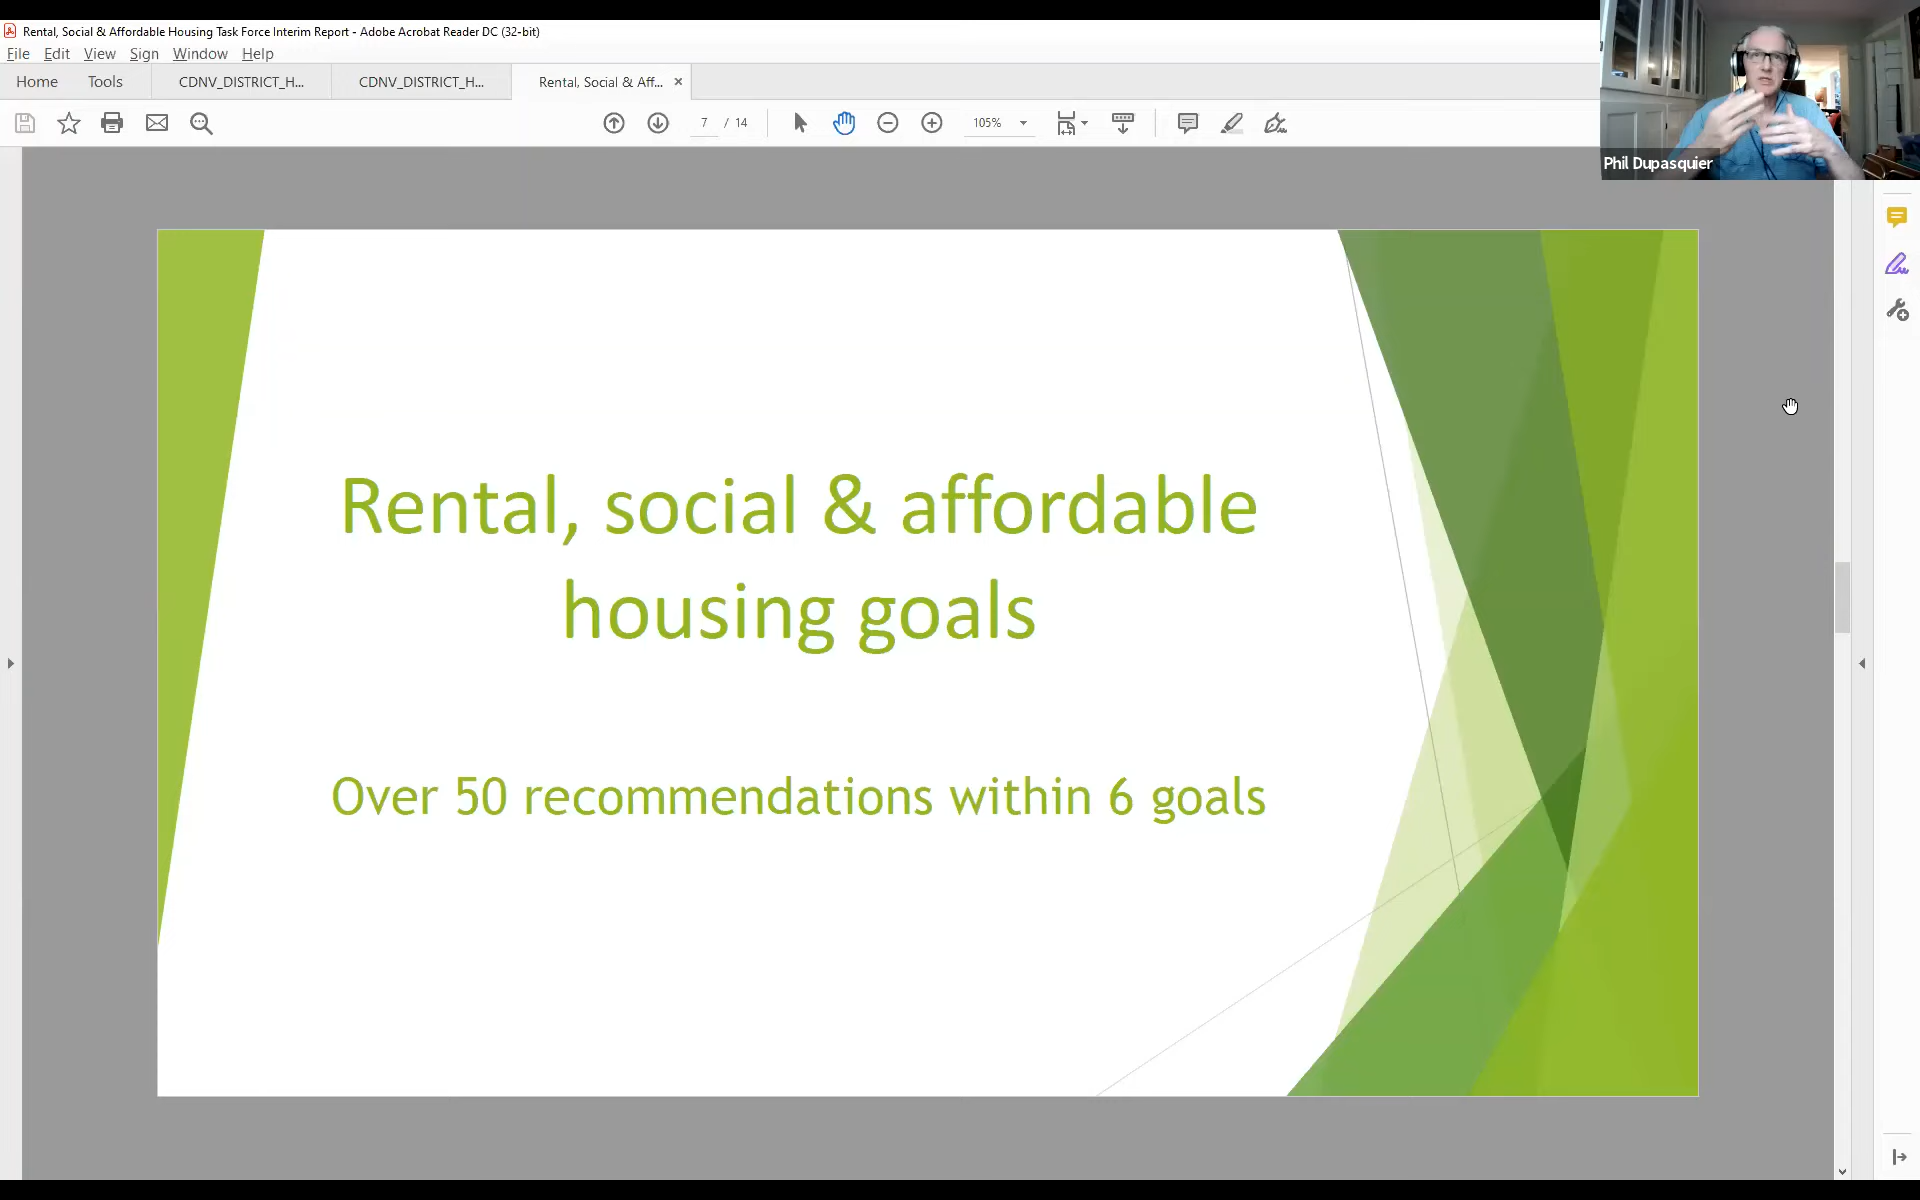 Rental, Social & Affordable Housing Task Force Interim Report - Adobe Acrobat Reader DC (32-bit)
File Edit View Sign Window Help
Home Tools CDNV_DISTRICT_H... CDNV_DISTRICT_H... Rental, Social & Aff... ×
7 / 14 105%
Phil Dupasquier
Rental, social & affordable
housing goals
Over 50 recommendations within 6 goals